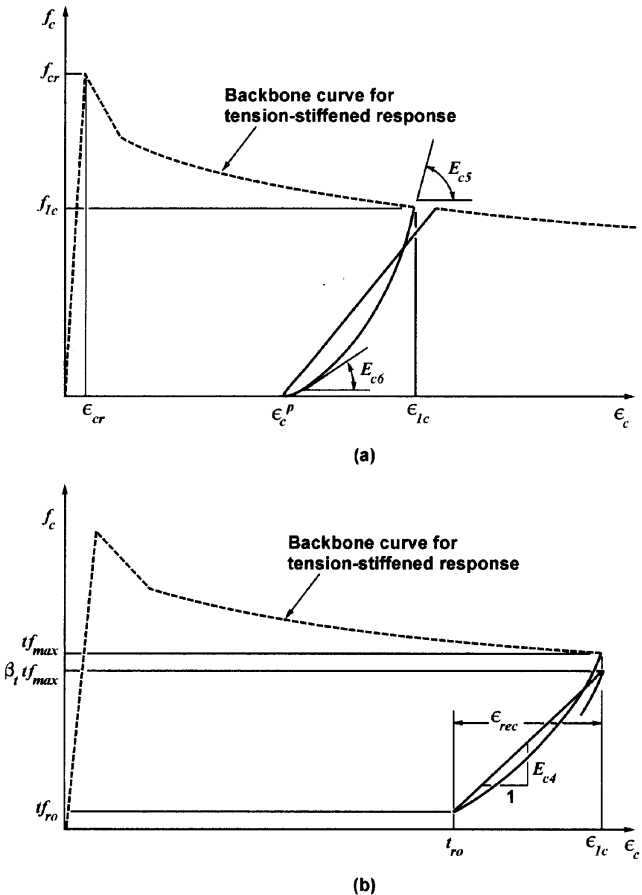 f_c
f_cr
Backbone curve for
tension-stiffened response
E_c5
f_1c
E_c6
ϵ_cr
ϵ_c^p
ϵ_1c
ϵ_c
(a)
f_c
Backbone curve for
tension-stiffened response
tf_max
β_t tf_max
ϵ_rec
E_c4
1
tf_ro
t_ro
ϵ_1c
ϵ_c
(b)